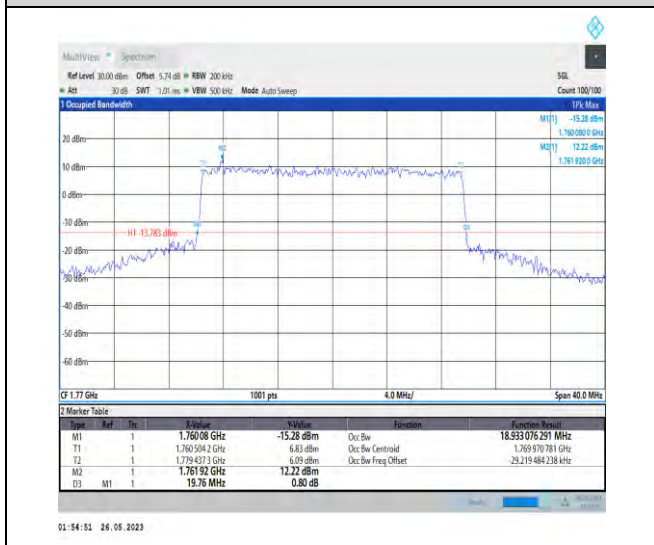 MultiView Spectrum
Ref Level 30.00 dBm Offset 5.74 dB RBW 200 kHz SGL
Att 30 dB SWT 1.01 ms VBW 500 kHz Mode Auto Sweep Count 100/100
1 Occupied Bandwidth 1Pk Max
M1[1] -15.28 dBm
1.760 080 0 GHz
M2[1] 12.22 dBm
1.761 920 0 GHz
20 dBm
M2
T1
T2
10 dBm
0 dBm
-10 dBm
M1
D3
H1 -13.783 dBm
-20 dBm
-30 dBm
-40 dBm
-50 dBm
-60 dBm
CF 1.77 GHz 1001 pts 4.0 MHz/ Span 40.0 MHz
2 Marker Table
Type Ref Trc X-Value Y-Value Function Function Result
M1 1 1.760 08 GHz -15.28 dBm Occ Bw 18.933 076 291 MHz
T1 1 1.760 504 2 GHz 6.83 dBm Occ Bw Centroid 1.769 970 781 GHz
T2 1 1.779 437 3 GHz 6.09 dBm Occ Bw Freq Offset -29.219 484 238 kHz
M2 1 1.761 92 GHz 12.22 dBm
D3 M1 1 19.76 MHz 0.80 dB
01:54:51 26.05.2023